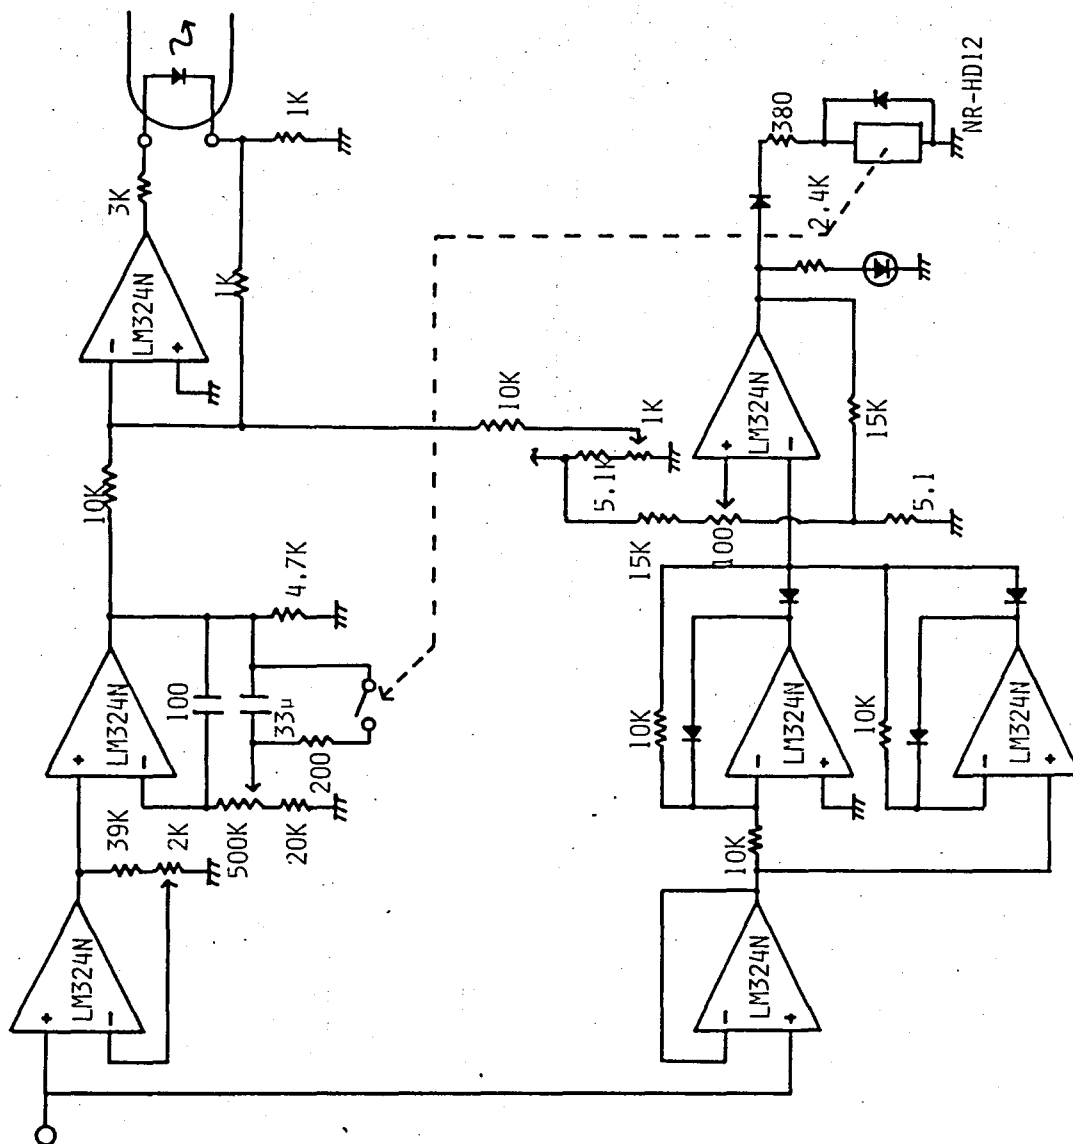 3K
LM324N
-
+
1K
1K
380
NR-HD12
2.4K
10K
10K
1K
5.1K
LM324N
+
-
15K
15K
100
5.1
LM324N
+
-
100
33μ
4.7K
200
39K
2K
500K
20K
LM324N
+
-
10K
LM324N
-
+
10K
LM324N
-
+
10K
LM324N
-
+